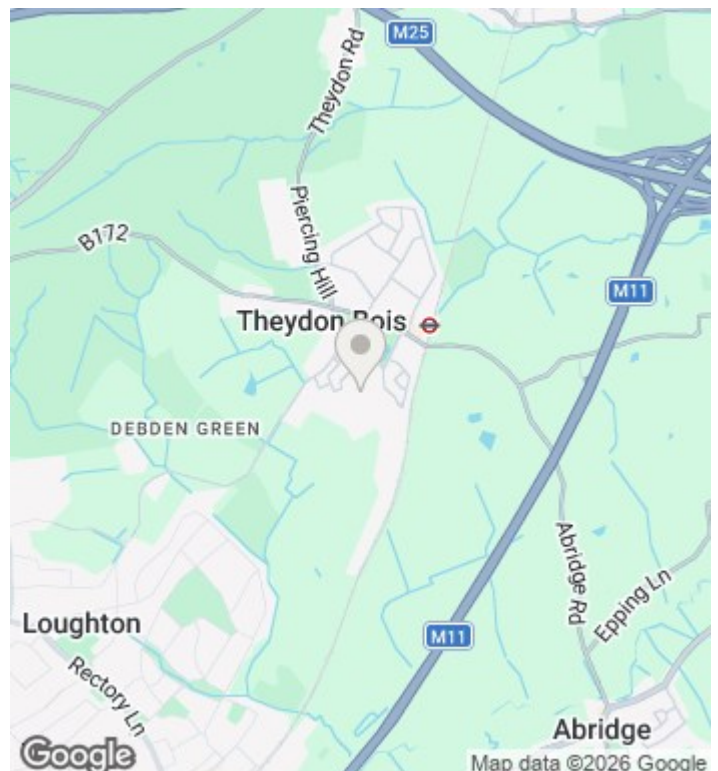 M25
Theydon Rd
B172
Piercing Hill
M11
Theydon Bois
DEBDEN GREEN
Abridge Rd
Epping Ln
Loughton
M11
Rectory Ln
Abridge
Google
Map data ©2026 Google